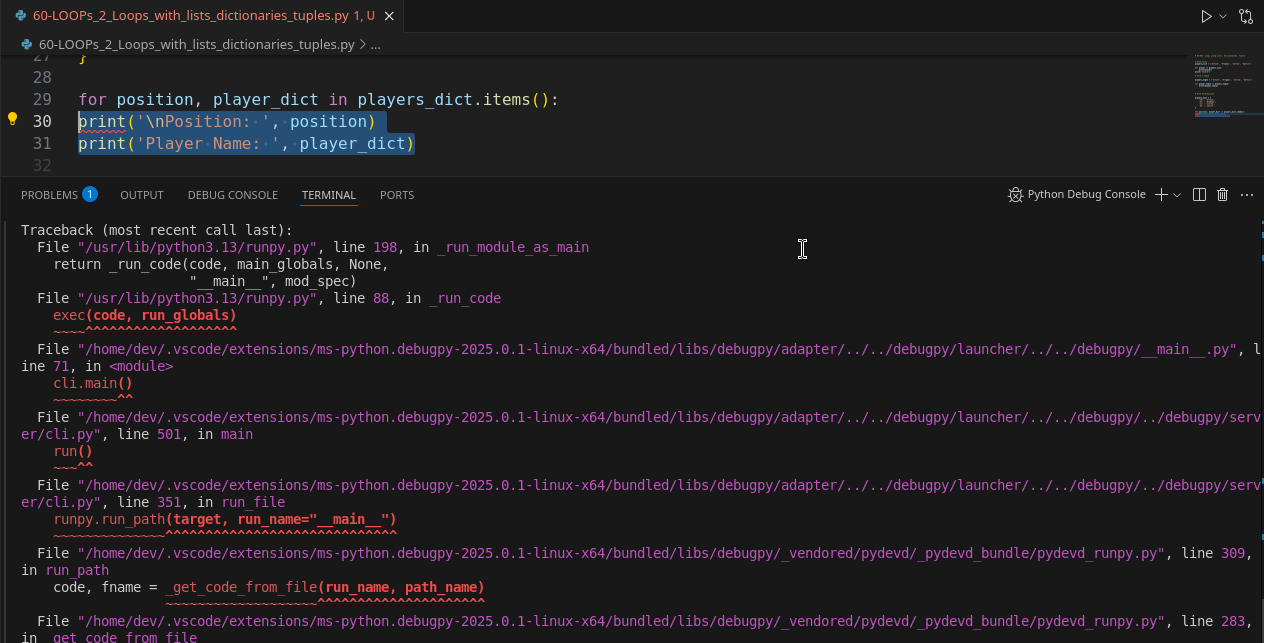 60-LOOPs_2_Loops_with_lists_dictionaries_tuples.py 1, U
60-LOOPs_2_Loops_with_lists_dictionaries_tuples.py > ...
27 }
28
29 for position, player_dict in players_dict.items():
30 print('\nPosition: ', position)
31 print('Player Name: ', player_dict)
32
PROBLEMS 1 OUTPUT DEBUG CONSOLE TERMINAL PORTS Python Debug Console
Traceback (most recent call last):
  File "/usr/lib/python3.13/runpy.py", line 198, in _run_module_as_main
    return _run_code(code, main_globals, None,
                     "__main__", mod_spec)
  File "/usr/lib/python3.13/runpy.py", line 88, in _run_code
    exec(code, run_globals)
    ~~~~^^^^^^^^^^^^^^^^^^^
  File "/home/dev/.vscode/extensions/ms-python.debugpy-2025.0.1-linux-x64/bundled/libs/debugpy/adapter/../../debugpy/launcher/../../debugpy/__main__.py", l
ine 71, in <module>
    cli.main()
    ~~~~~~~~^^
  File "/home/dev/.vscode/extensions/ms-python.debugpy-2025.0.1-linux-x64/bundled/libs/debugpy/adapter/../../debugpy/launcher/../../debugpy/../debugpy/serv
er/cli.py", line 501, in main
    run()
    ~~~^^
  File "/home/dev/.vscode/extensions/ms-python.debugpy-2025.0.1-linux-x64/bundled/libs/debugpy/adapter/../../debugpy/launcher/../../debugpy/../debugpy/serv
er/cli.py", line 351, in run_file
    runpy.run_path(target, run_name="__main__")
    ~~~~~~~~~~~~~~^^^^^^^^^^^^^^^^^^^^^^^^^^^^^
  File "/home/dev/.vscode/extensions/ms-python.debugpy-2025.0.1-linux-x64/bundled/libs/debugpy/_vendored/pydevd/_pydevd_bundle/pydevd_runpy.py", line 309,
in run_path
    code, fname = _get_code_from_file(run_name, path_name)
                  ~~~~~~~~~~~~~~~~~~~^^^^^^^^^^^^^^^^^^^^^
  File "/home/dev/.vscode/extensions/ms-python.debugpy-2025.0.1-linux-x64/bundled/libs/debugpy/_vendored/pydevd/_pydevd_bundle/pydevd_runpy.py", line 283,
in _get_code_from_file